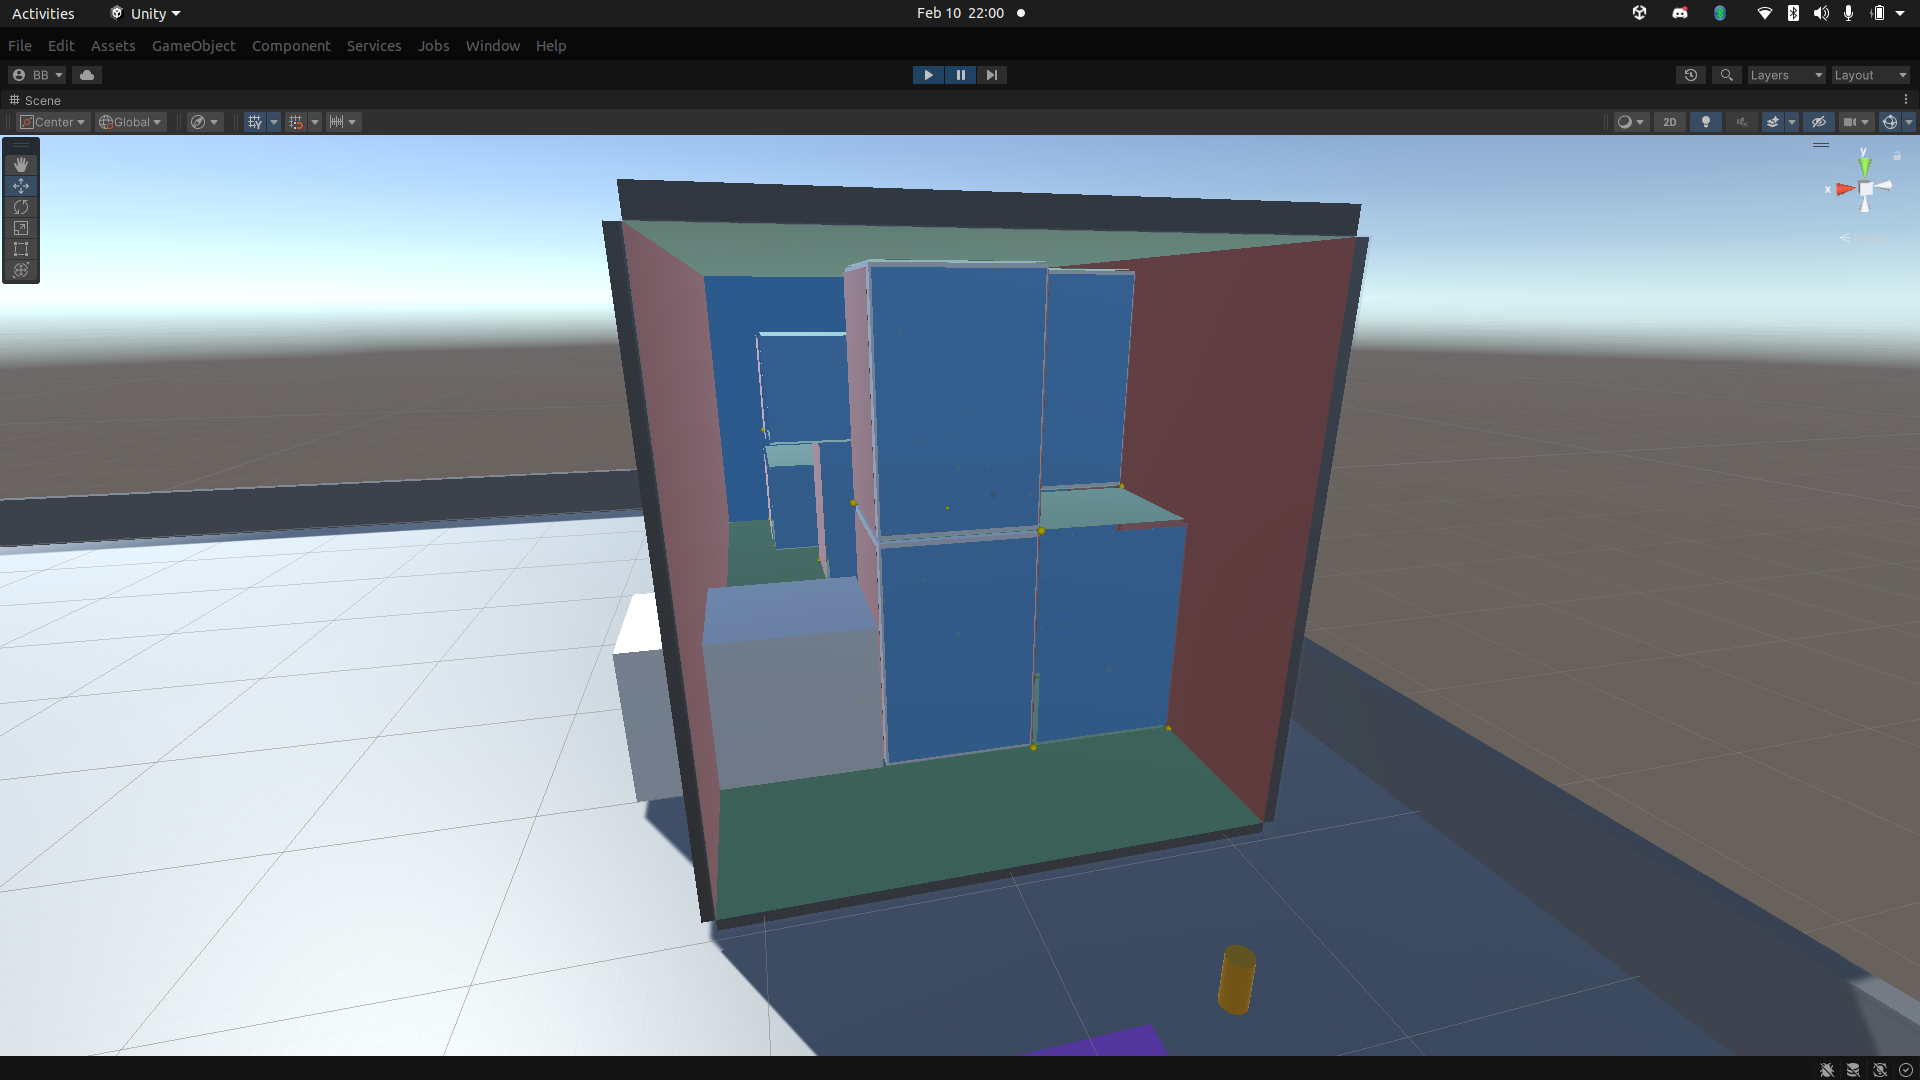 Activities Unity Feb 10 22:00
File Edit Assets GameObject Component Services Jobs Window Help
BB Layers Layout
Scene
Center Global 2D
y
x